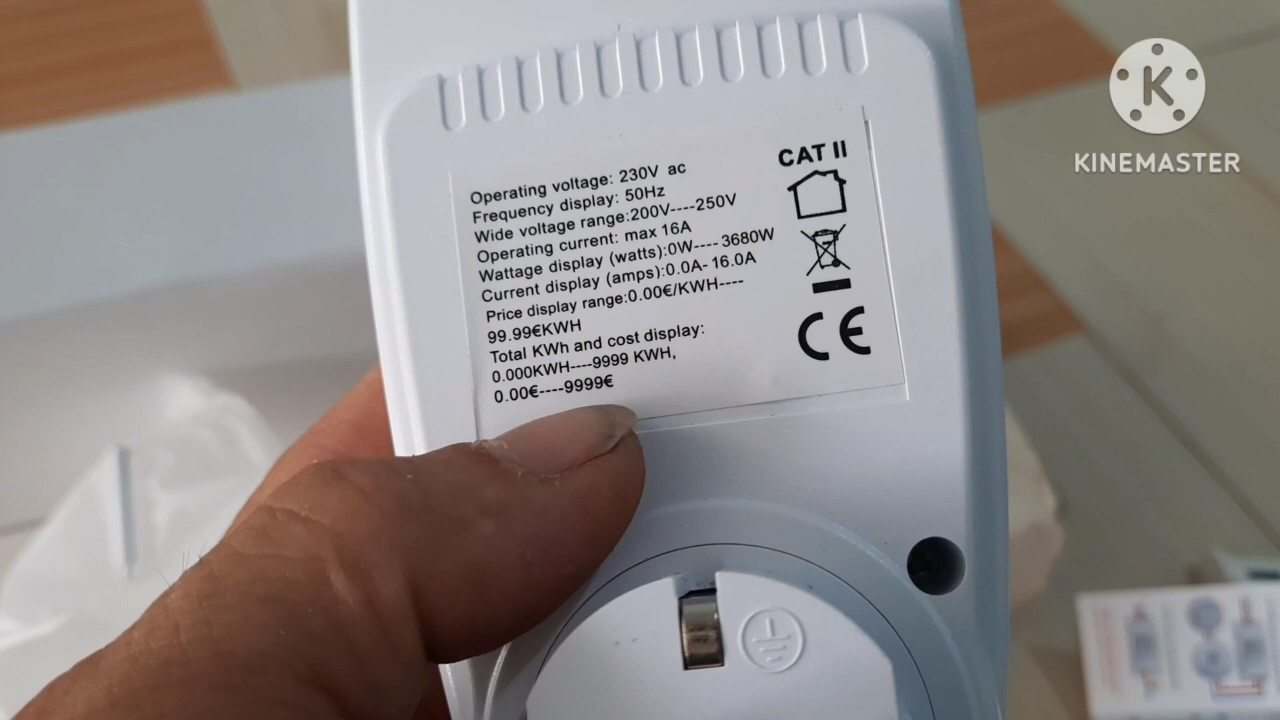 Operating voltage: 230V ac
Frequency display: 50Hz
Wide voltage range:200V----250V
Operating current: max 16A
Wattage display (watts):0W---- 3680W
Current display (amps):0.0A- 16.0A
Price display range:0.00€/KWH----
99.99€KWH
Total KWh and cost display:
0.000KWH----9999 KWH,
0.00€----9999€
CAT II
CE
K
KINEMASTER